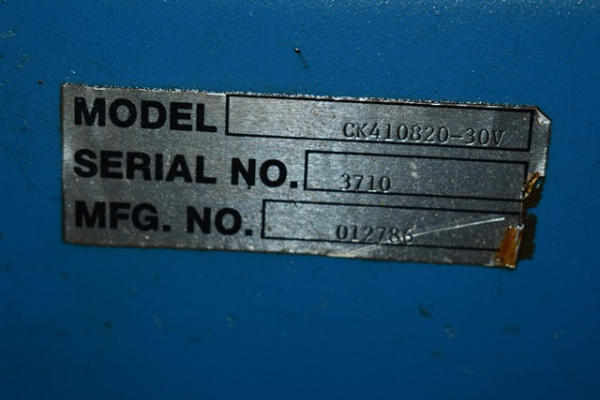 MODEL CK410820-30V
SERIAL NO. 3710
MFG. NO. 012786